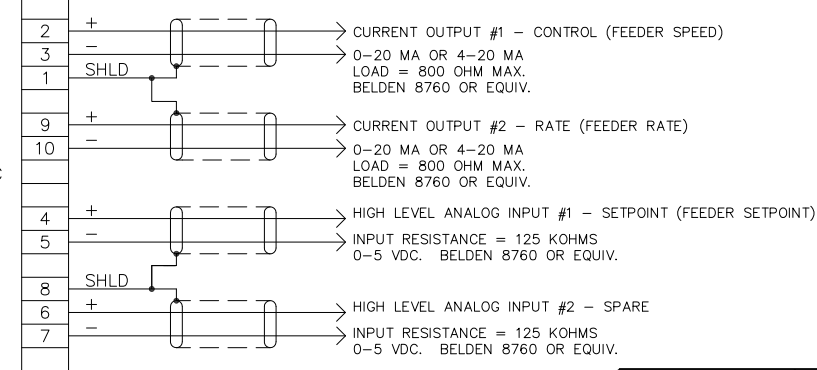 2 + CURRENT OUTPUT #1 – CONTROL (FEEDER SPEED)
3 – 0–20 MA OR 4–20 MA
LOAD = 800 OHM MAX.
1 SHLD
BELDEN 8760 OR EQUIV.
9 + CURRENT OUTPUT #2 – RATE (FEEDER RATE)
10 – 0–20 MA OR 4–20 MA
LOAD = 800 OHM MAX.
BELDEN 8760 OR EQUIV.
4 + HIGH LEVEL ANALOG INPUT #1 – SETPOINT (FEEDER SETPOINT)
5 – INPUT RESISTANCE = 125 KOHMS
0–5 VDC. BELDEN 8760 OR EQUIV.
8 SHLD
6 + HIGH LEVEL ANALOG INPUT #2 – SPARE
7 – INPUT RESISTANCE = 125 KOHMS
0–5 VDC. BELDEN 8760 OR EQUIV.